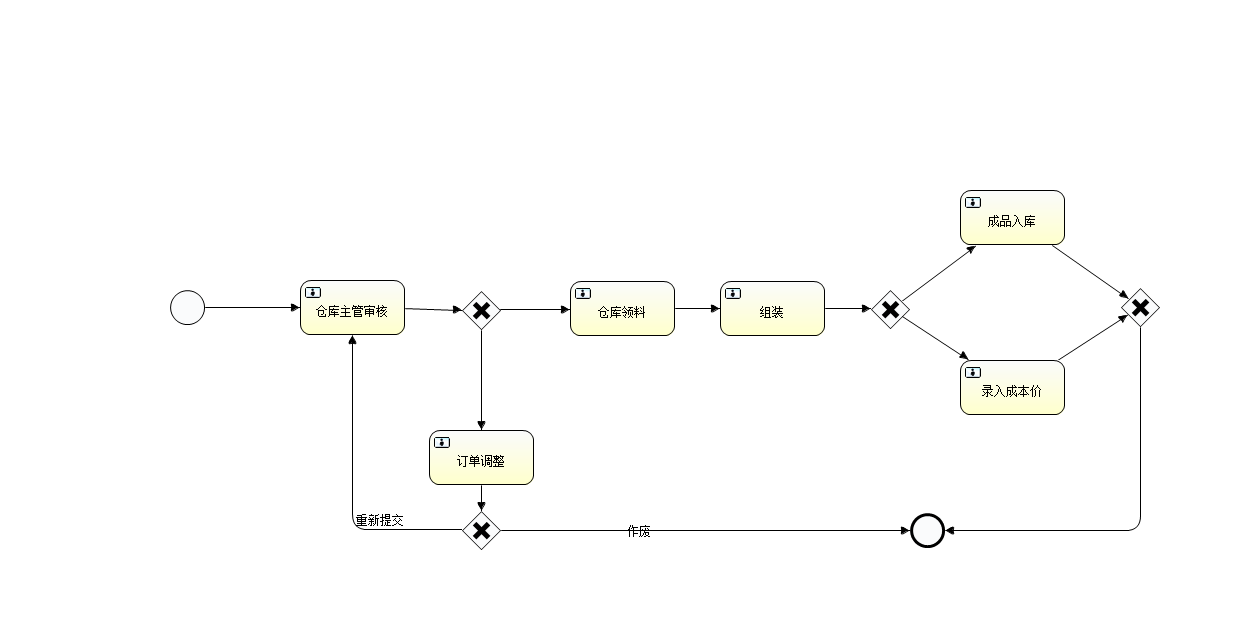 成品入库
仓库主管审核
仓库领料
组装
录入成本价
订单调整
重新提交
作废